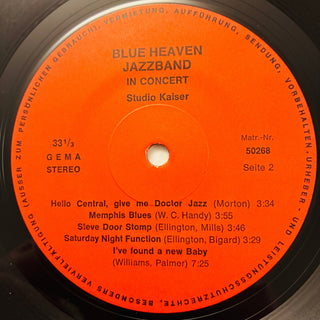 (AUSSER ZUM PERSÖNLICHEN GEBRAUCH), VERMIETUNG, AUFFÜHRUNG, SENDUNG, VORBEHALTEN. URHEBER- UND LEISTUNGSSCHUTZRECHTE, BESONDERS VERVIELFÄLTIGUNG
BLUE HEAVEN
JAZZBAND
IN CONCERT
Studio Kaiser
33 1/3
GEMA
STEREO
Matr.-Nr.
50268
Seite 2
Hello Central, give me Doctor Jazz (Morton) 3:34
Memphis Blues (W. C. Handy) 3:55
Steve Door Stomp (Ellington, Mills) 3:46
Saturday Night Function (Ellington, Bigard) 3:29
I've found a new Baby
(Williams, Palmer) 7:25